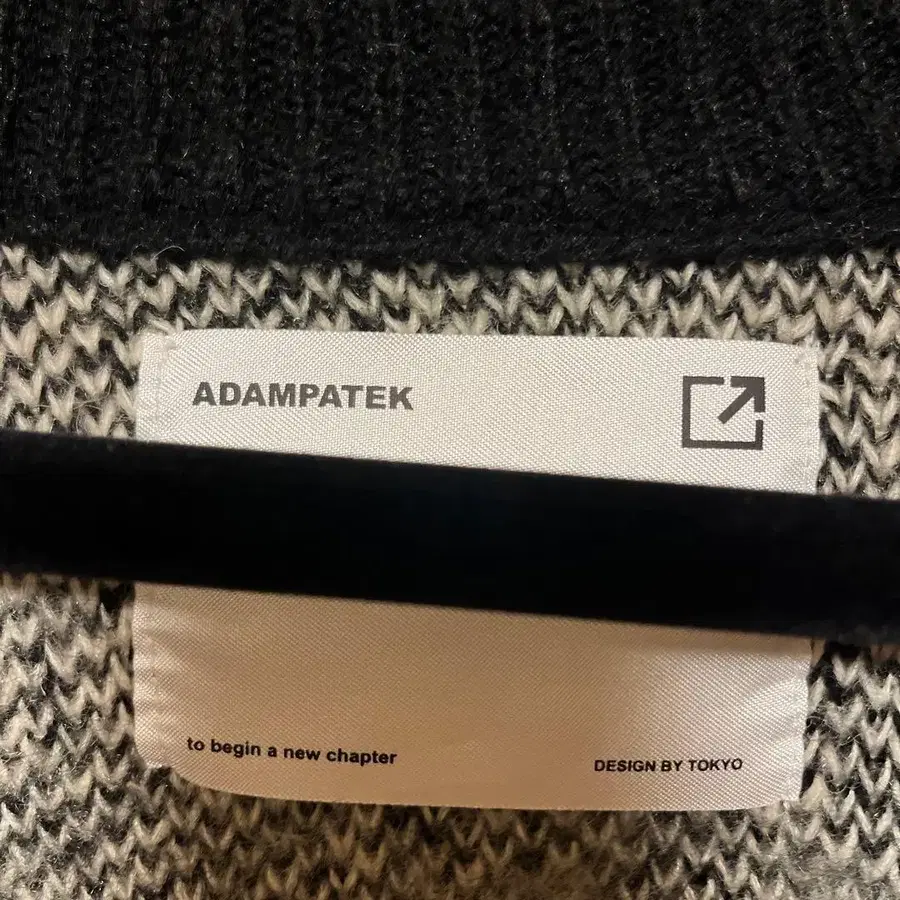 ADAMPATEK
to begin a new chapter
DESIGN BY TOKYO